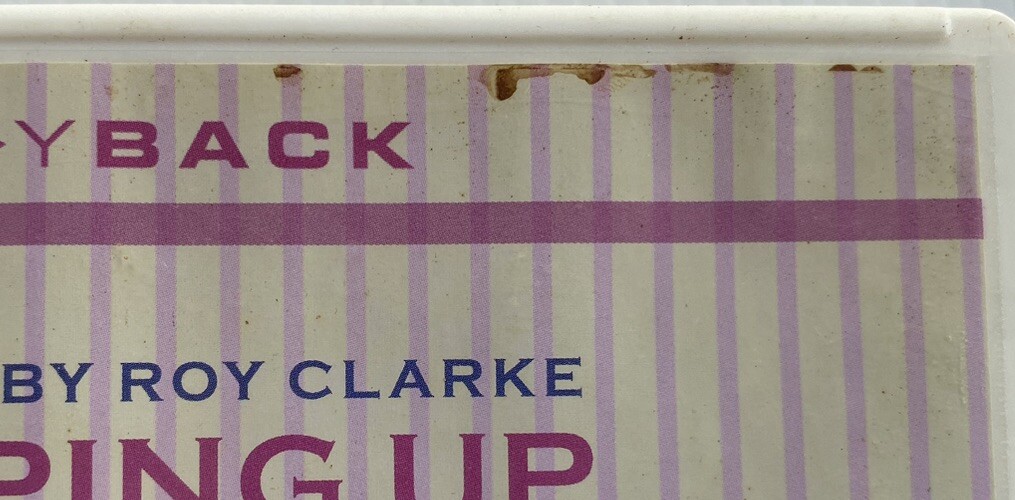 YBACK
BY ROY CLARKE
PING UP